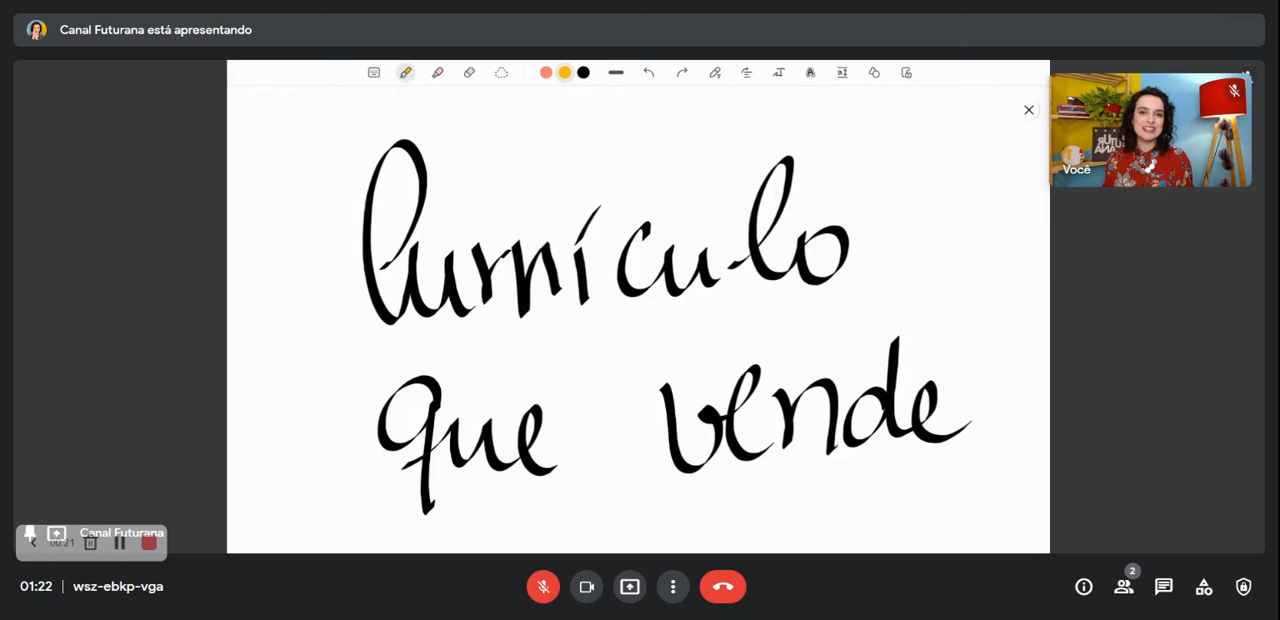 Canal Futurana está apresentando
Currículo
que vende
Você
Canal Futurana
00:21
01:22 | wsz-ebkp-vga
2